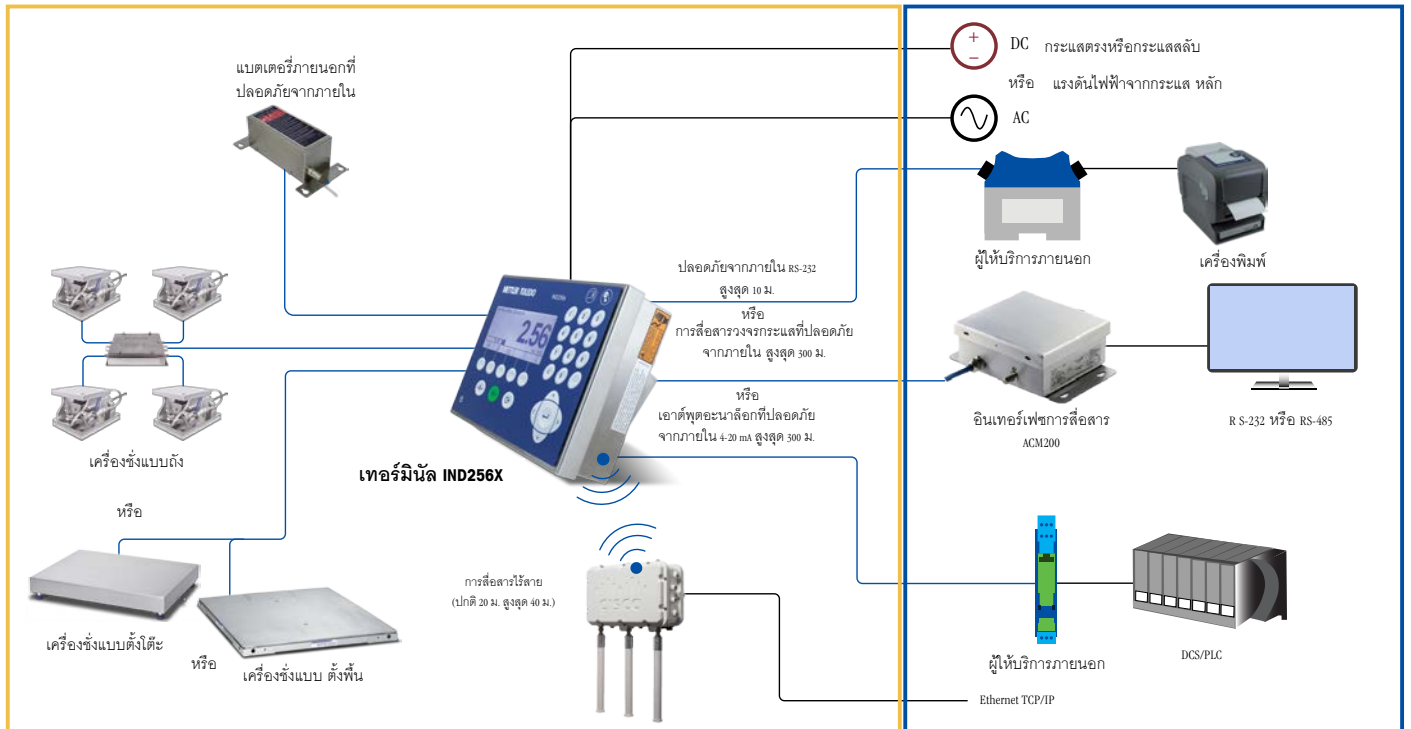 แบตเตอรี่ภายนอกที่
ปลอดภัยจากภายใน
DC กระแสตรงหรือกระแสสลับ
หรือ แรงดันไฟฟ้าจากกระแส หลัก
AC
ผู้ให้บริการภายนอก
เครื่องพิมพ์
ปลอดภัยจากภายใน RS-232
สูงสุด 10 ม.
หรือ
การสื่อสารวงจรกระแสที่ปลอดภัย
จากภายใน สูงสุด 300 ม.
หรือ
เอาต์พุตอะนาล็อกที่ปลอดภัย
จากภายใน 4-20 mA สูงสุด 300 ม.
METTLER TOLEDO
2.56
เทอร์มินัล IND256X
อินเทอร์เฟซการสื่อสาร
ACM200
R S-232 หรือ RS-485
เครื่องชั่งแบบถัง
หรือ
เครื่องชั่งแบบตั้งโต๊ะ
หรือ
เครื่องชั่งแบบ ตั้งพื้น
การสื่อสารไร้สาย
(ปกติ 20 ม. สูงสุด 40 ม.)
CISCO
ผู้ให้บริการภายนอก
DCS/PLC
Ethernet TCP/IP